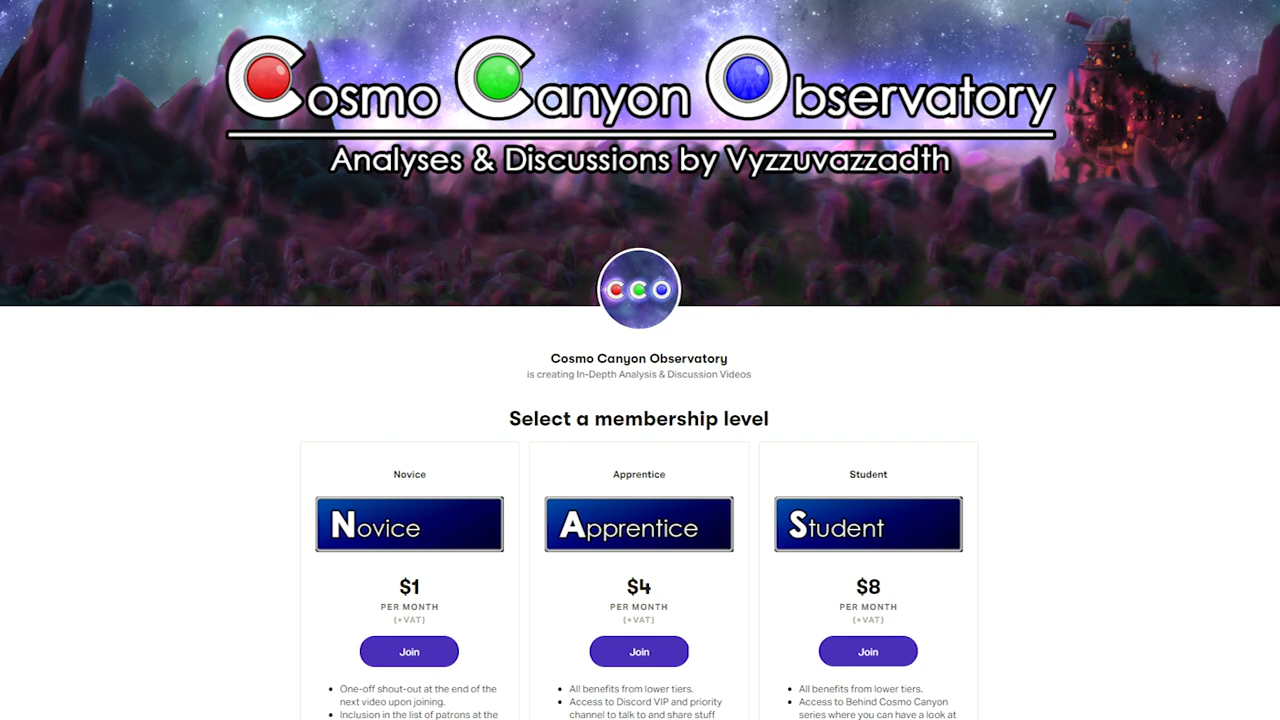 Cosmo Canyon Observatory
Analyses & Discussions by Vyzzuvazzadth
CCO
Cosmo Canyon Observatory
is creating In-Depth Analysis & Discussion Videos
Select a membership level
Novice
Novice
$1
PER MONTH
(+VAT)
Join
• One-off shout-out at the end of the
next video upon joining.
• Inclusion in the list of patrons at the
Apprentice
Apprentice
$4
PER MONTH
(+VAT)
Join
• All benefits from lower tiers.
• Access to Discord VIP and priority
channel to talk to and share stuff
Student
Student
$8
PER MONTH
(+VAT)
Join
• All benefits from lower tiers.
• Access to Behind Cosmo Canyon
series where you can have a look at